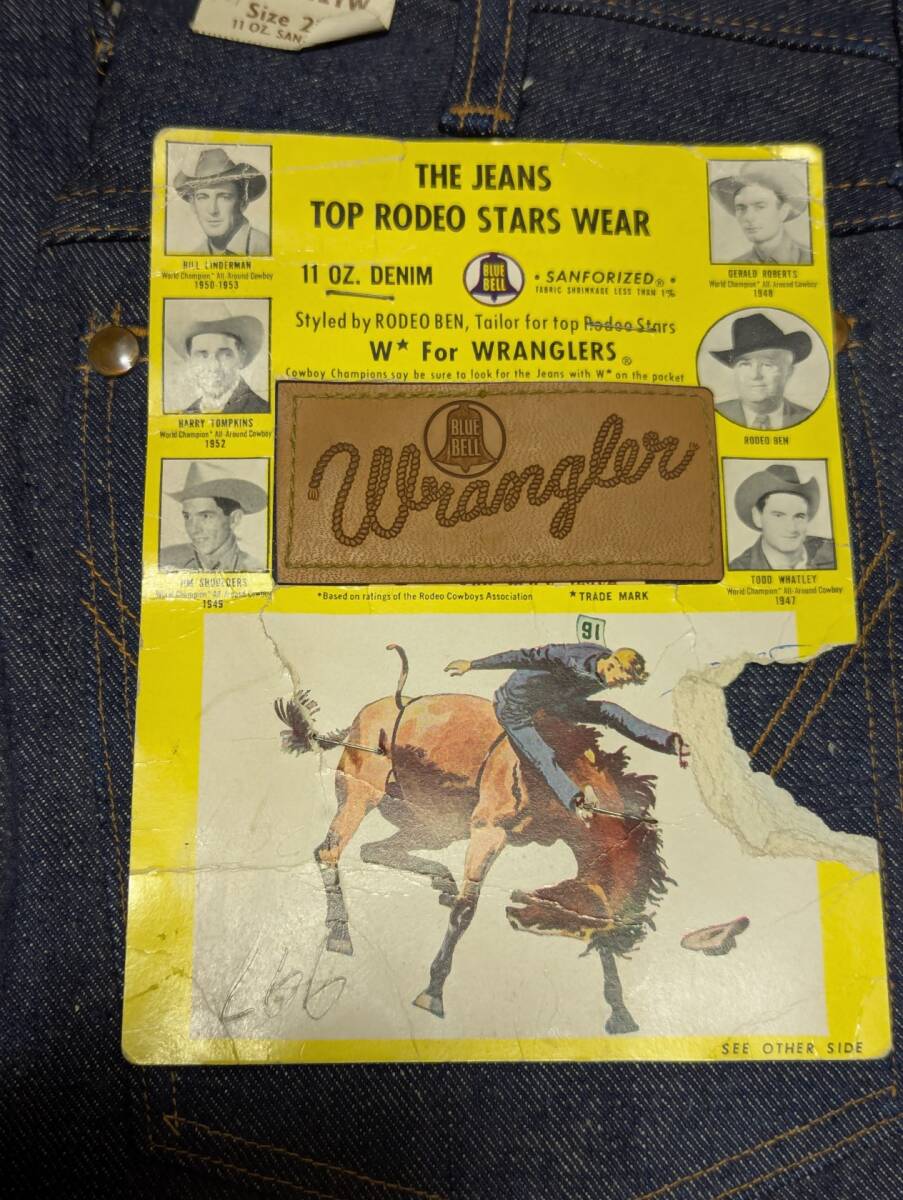 Size 2
11 OZ. SAN
THE JEANS
TOP RODEO STARS WEAR
11 OZ. DENIM
BLUE
BELL
• SANFORIZED® •
FABRIC SHRINKAGE LESS THAN 1%
Styled by RODEO BEN, Tailor for top Rodeo Stars
W* For WRANGLERS®
Cowboy Champions say be sure to look for the Jeans with W* on the pocket
BILL LINDERMAN
World Champion* All-Around Cowboy
1950-1953
HARRY TOMPKINS
World Champion* All-Around Cowboy
1952
JIM SHOULDERS
World Champion* All-Around Cowboy
1949
GERALD ROBERTS
World Champion* All-Around Cowboy
1948
RODEO BEN
TODD WHATLEY
World Champion* All-Around Cowboy
1947
BLUE
BELL
Wrangler
*Based on ratings of the Rodeo Cowboys Association
*TRADE MARK
91
SEE OTHER SIDE